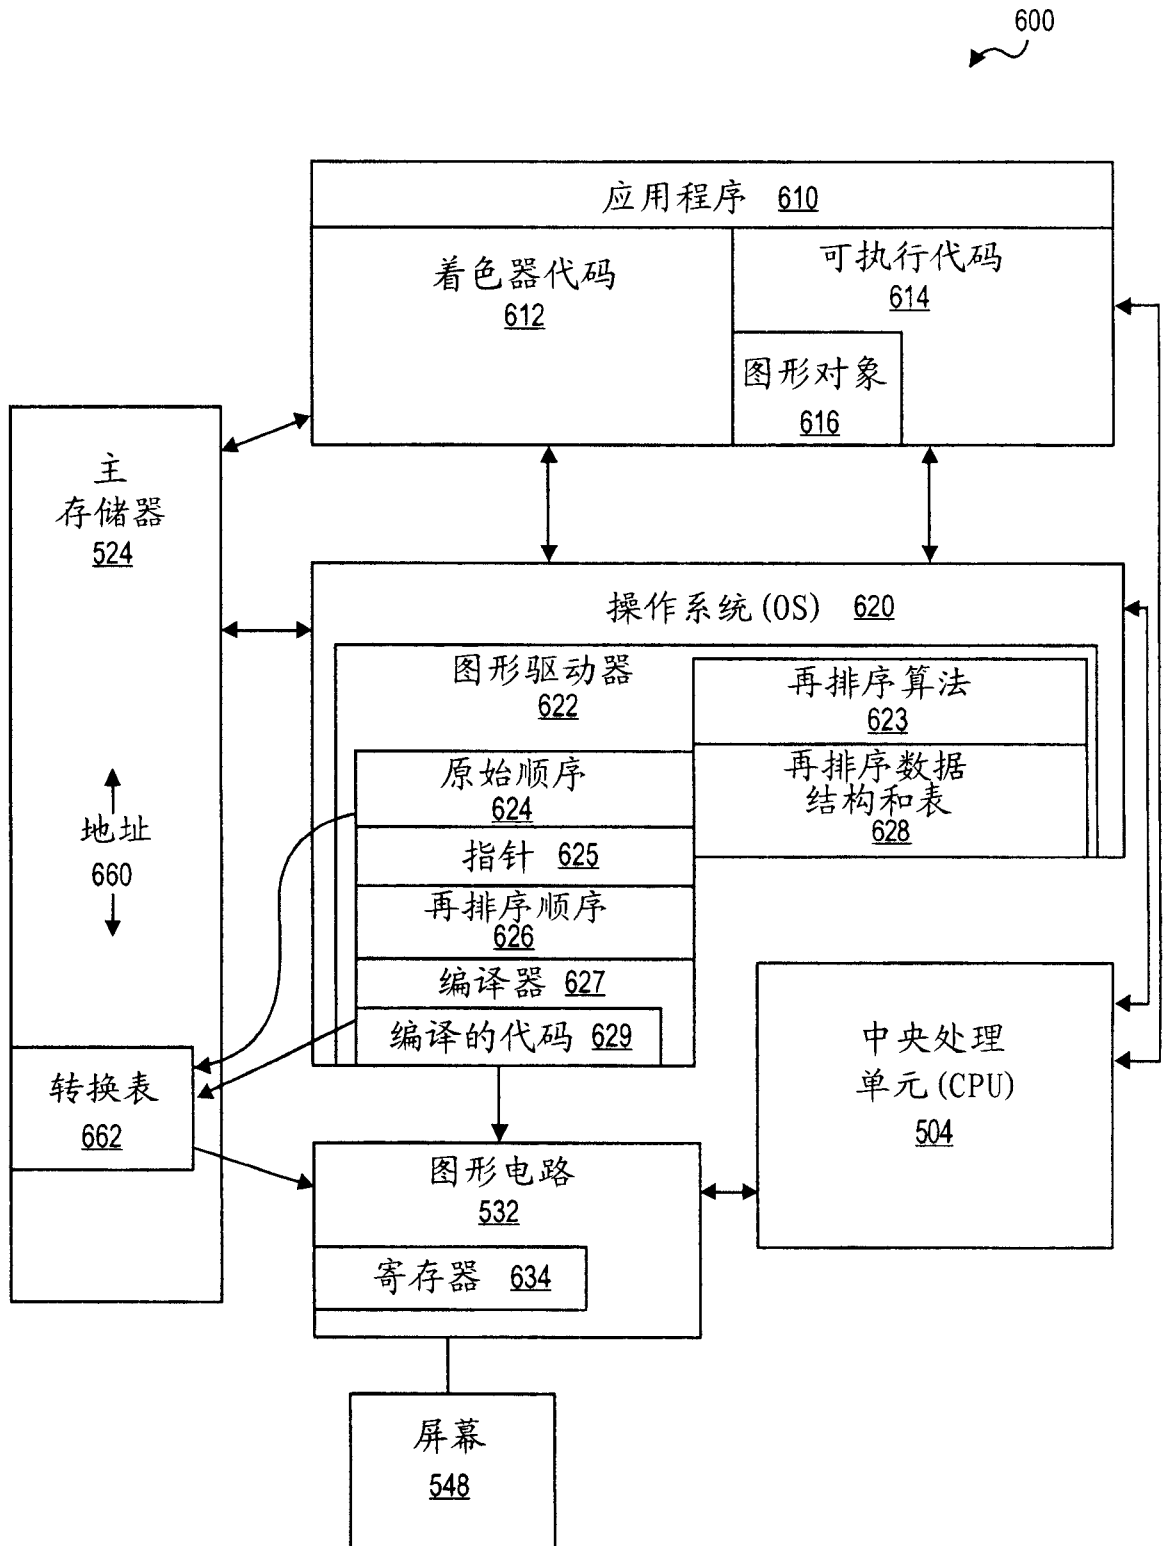 600
应用程序 610
着色器代码
612
可执行代码
614
图形对象
616
主
存储器
524
操作系统(OS) 620
图形驱动器
622
再排序算法
623
原始顺序
624
再排序数据
结构和表
628
地址
660
指针 625
再排序顺序
626
编译器 627
编译的代码 629
转换表
662
中央处理
单元(CPU)
504
图形电路
532
寄存器 634
屏幕
548